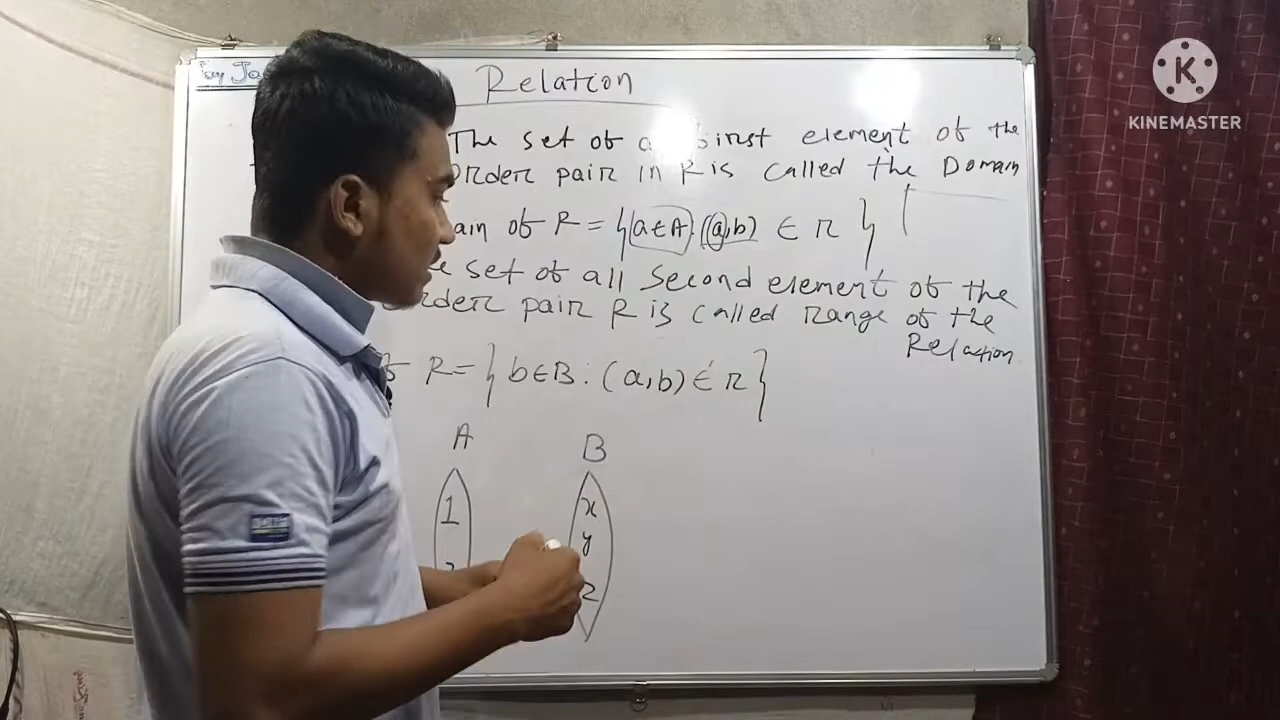 Relation
K
KINEMASTER
The set of a first element of the
Order pair in R is called the Domain
ain of R = {a∈A : (a,b) ∈ R }
set of all second element of the
order pair R is called range of the
Relation
R = { b∈B : (a,b) ∈ R }
A B
1 x
y
z